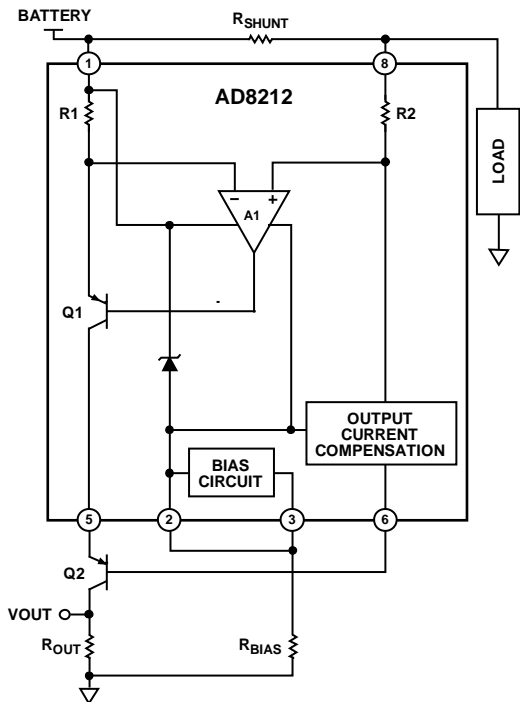 BATTERY
RSHUNT
1
8
AD8212
R1
R2
LOAD
− +
A1
Q1
OUTPUT
CURRENT
COMPENSATION
BIAS
CIRCUIT
5
2
3
6
Q2
VOUT
ROUT
RBIAS